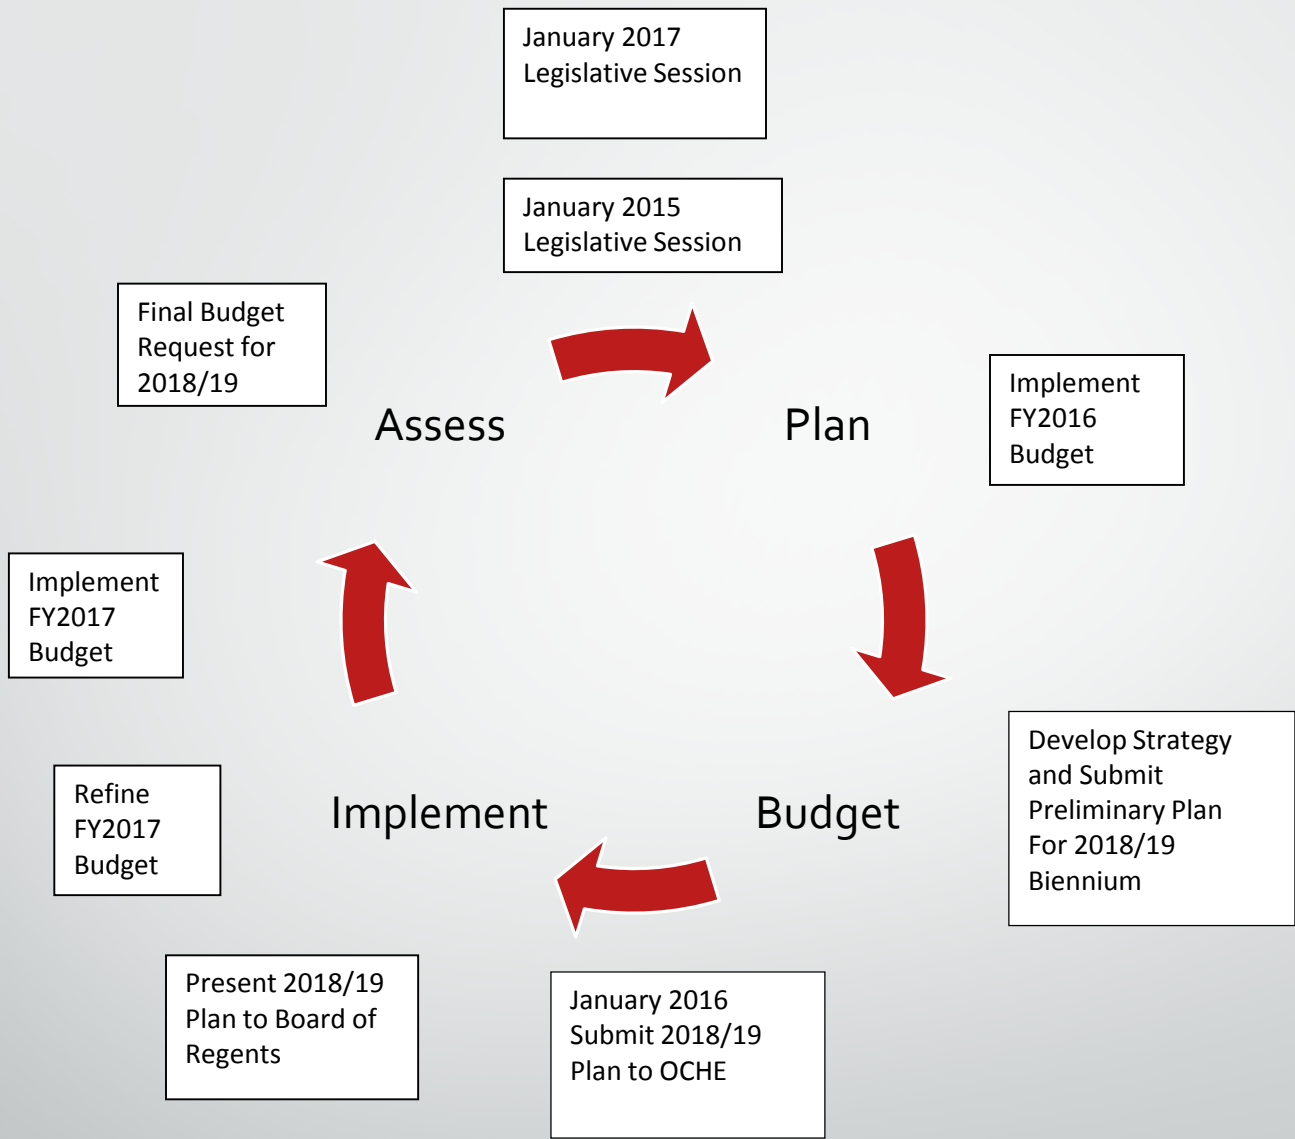 January 2017
Legislative Session
January 2015
Legislative Session
Final Budget
Request for
2018/19
Assess
Plan
Implement
FY2016
Budget
Implement
FY2017
Budget
Develop Strategy
and Submit
Preliminary Plan
For 2018/19
Biennium
Refine
FY2017
Budget
Implement
Budget
Present 2018/19
Plan to Board of
Regents
January 2016
Submit 2018/19
Plan to OCHE